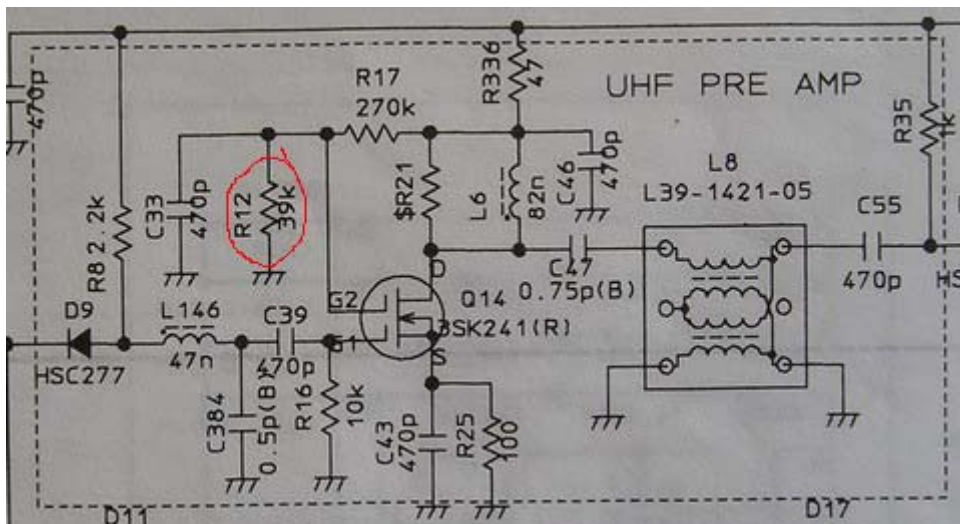 470p
R8 2.2k
C33
470p
R12
39k
R17
270k
$R21
R336
47
L6
82n
C46
470p
UHF PRE AMP
L8
L39-1421-05
R35
1k
C55
470p
D9
HSC277
L146
47n
C384
0.5p(B)
C39
470p
R16
10k
G2
G1
D
S
Q14
3SK241(R)
C47
0.75p(B)
C43
470p
R25
100
HS
D11
D17